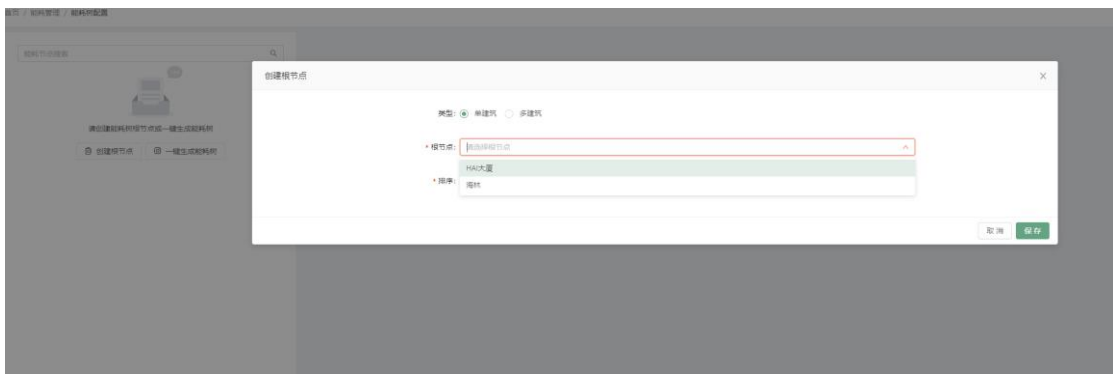 首页 / 能耗管理 / 能耗树配置
能耗节点搜索
请创建能耗树根节点或一键生成能耗树
创建根节点 一键生成能耗树
创建根节点
类型: 单建筑 多建筑
* 根节点: 请选择根节点
HAI大厦
* 排序:
海林
取消 保存